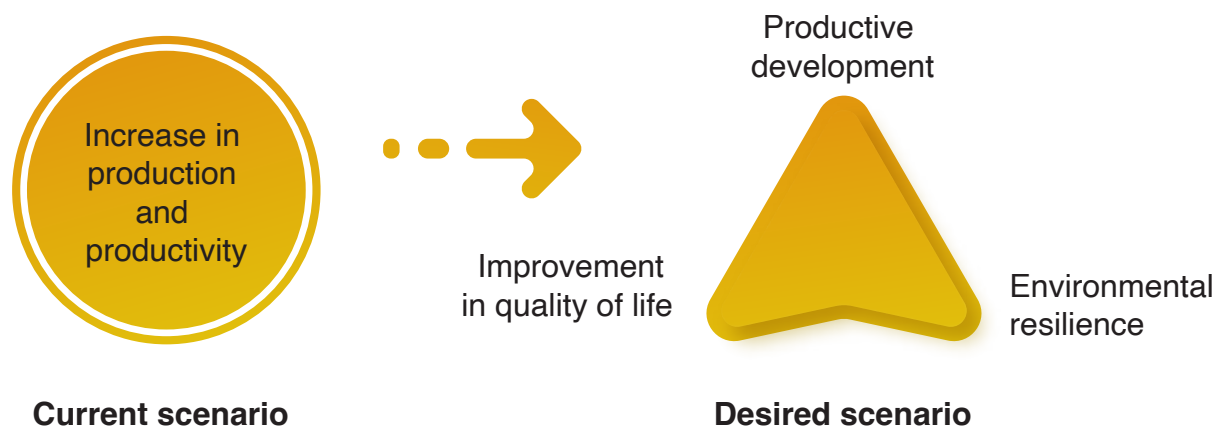 Increase in
production
and
productivity
Current scenario
Productive
development
Improvement
in quality of life
Environmental
resilience
Desired scenario